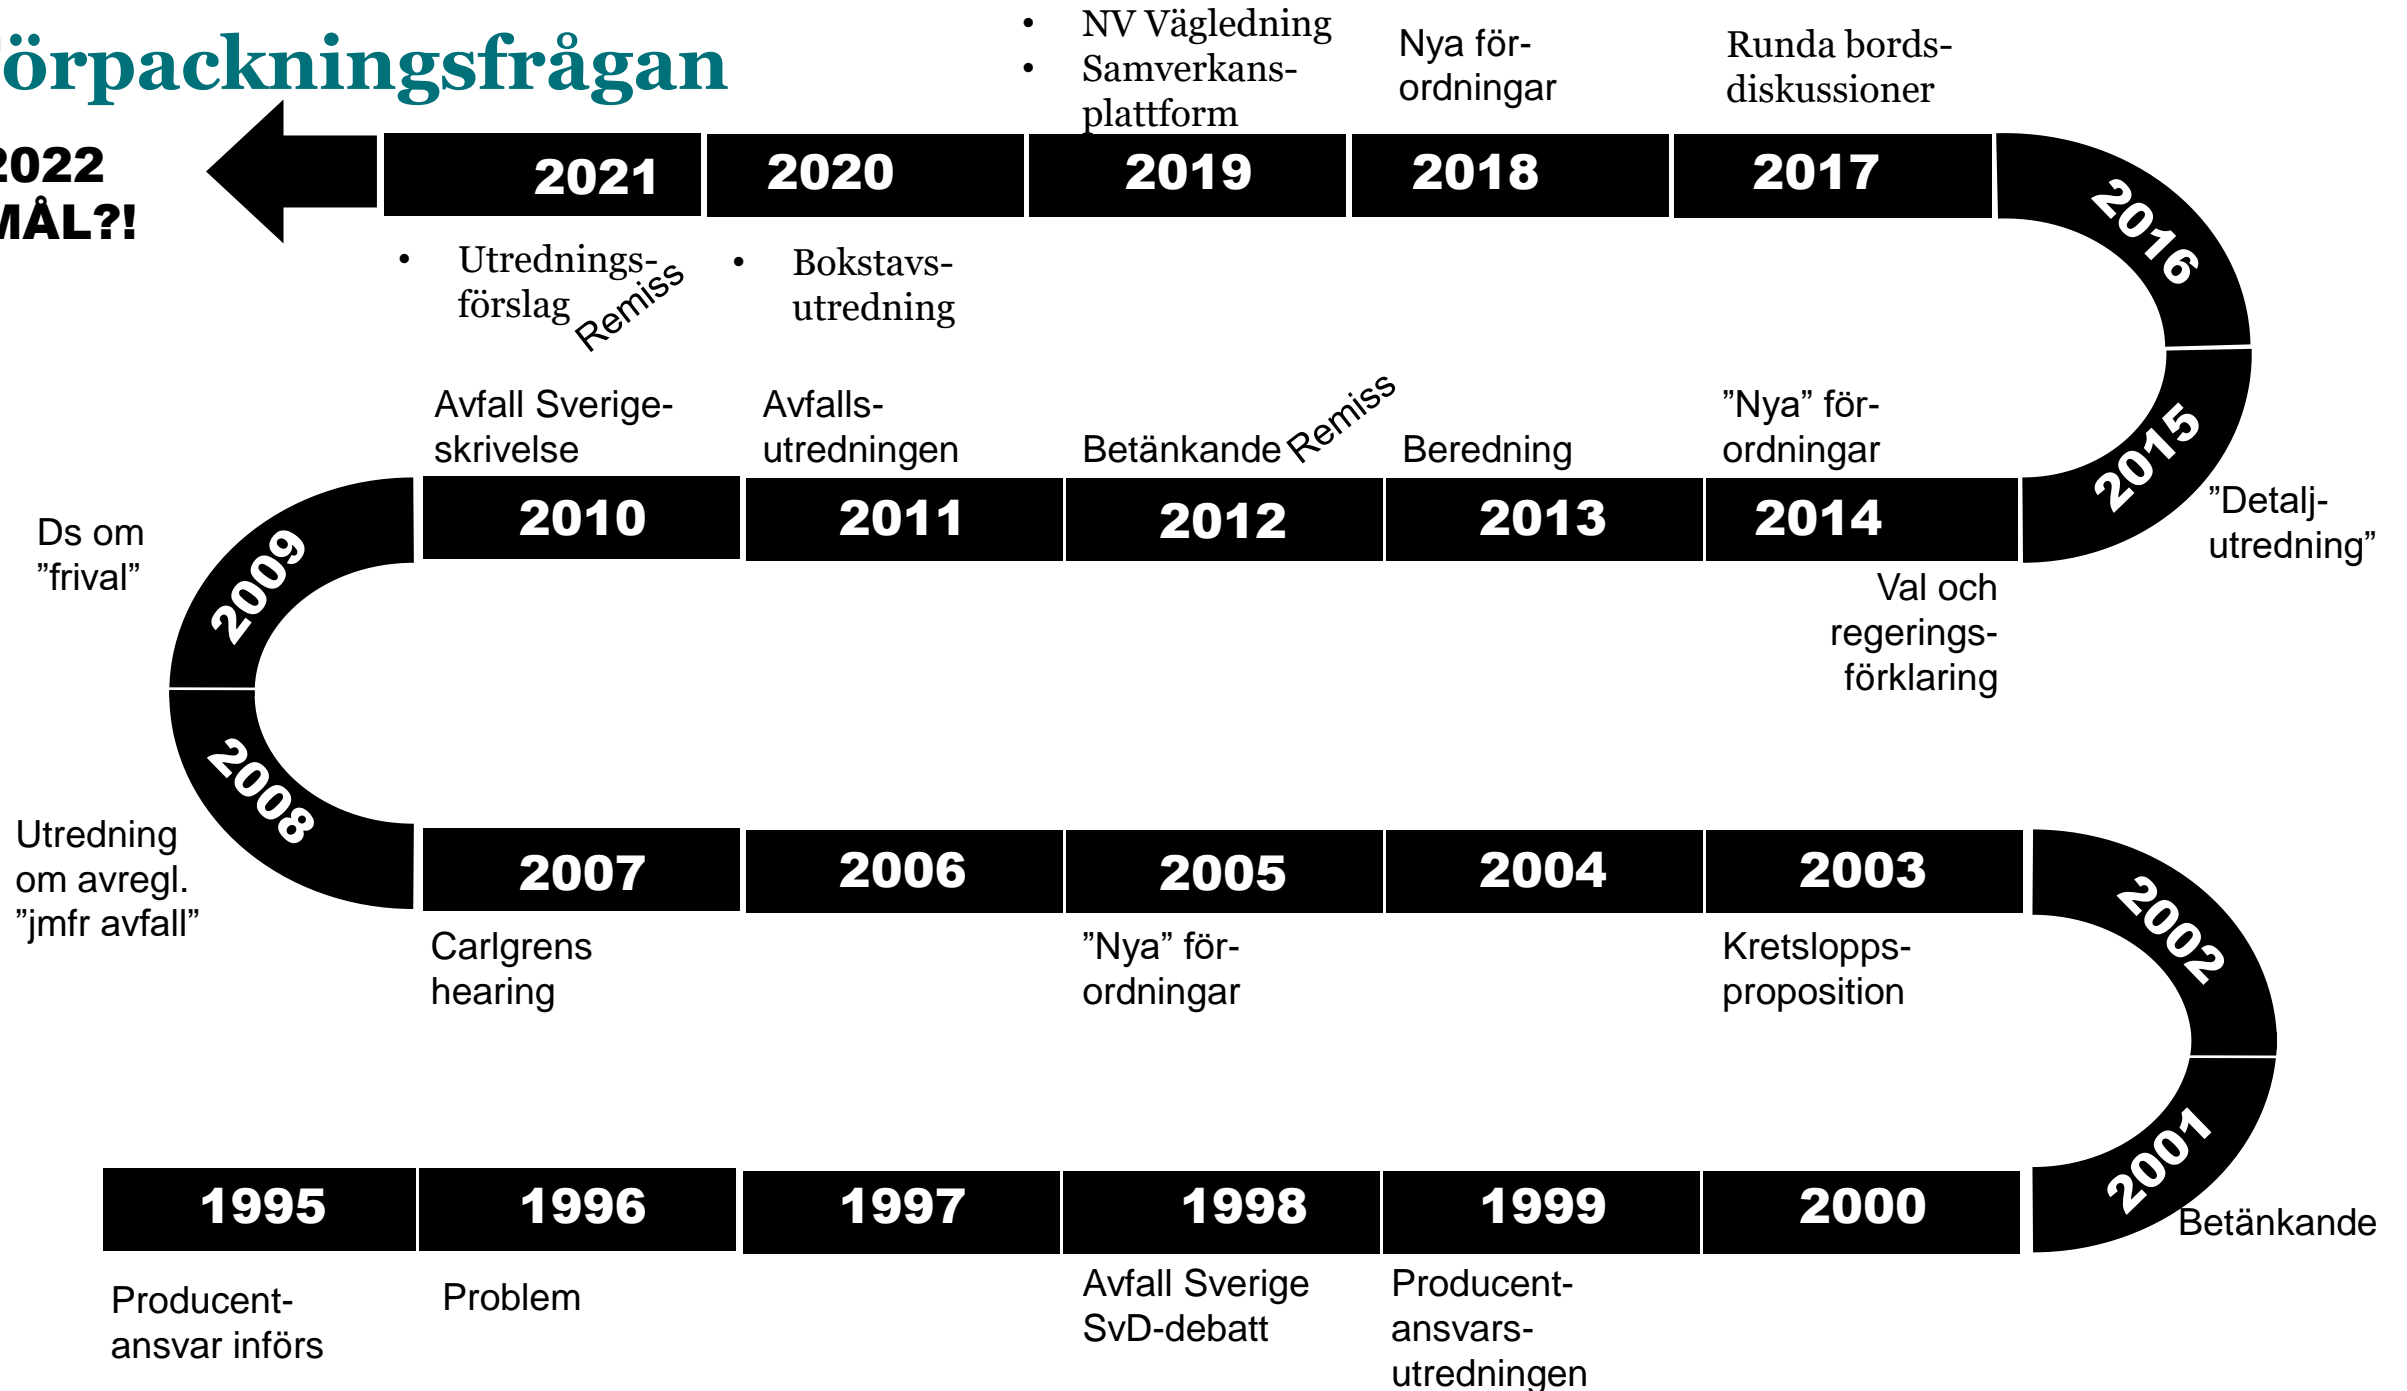 örpackningsfrågan
• NV Vägledning
• Samverkans-
plattform
Nya för-
ordningar
Runda bords-
diskussioner
2022
MÅL?!
2021
2020
2019
2018
2017
2016
• Utrednings-
förslag
Remiss
• Bokstavs-
utredning
Avfall Sverige-
skrivelse
Avfalls-
utredningen
Betänkande
Remiss
Beredning
”Nya” för-
ordningar
2015
”Detalj-
utredning”
Ds om
”frival”
2009
2010
2011
2012
2013
2014
Val och
regerings-
förklaring
2008
Utredning
om avregl.
”jmfr avfall”
2007
2006
2005
2004
2003
2002
Carlgrens
hearing
”Nya” för-
ordningar
Kretslopps-
proposition
2001
Betänkande
1995
1996
1997
1998
1999
2000
Producent-
ansvar införs
Problem
Avfall Sverige
SvD-debatt
Producent-
ansvars-
utredningen